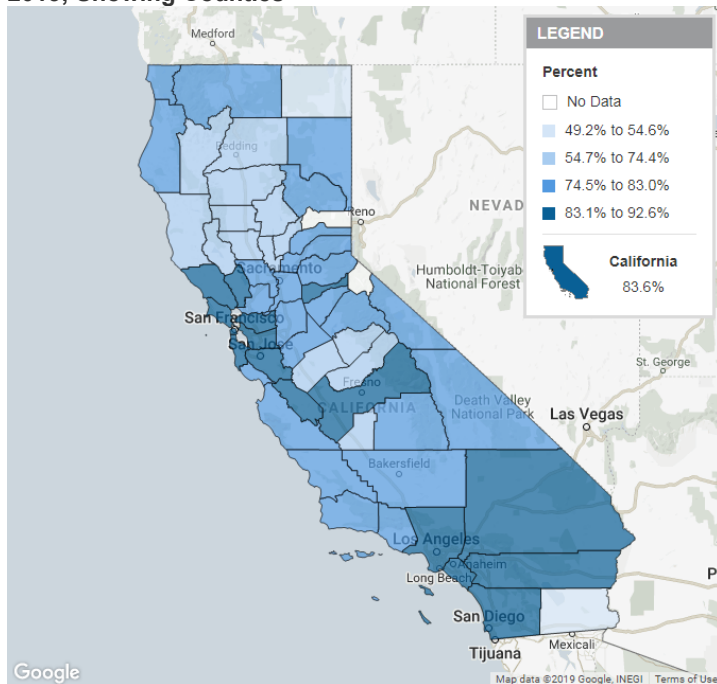 2018, Showing Counties
Medford
LEGEND
Percent
No Data
49.2% to 54.6%
54.7% to 74.4%
74.5% to 83.0%
83.1% to 92.6%
California
83.6%
Redding
NEVAD
Reno
Sacramento
Humboldt-Toiyab
National Forest
San Francisco
San Jose
St. George
Fresno
CALIFORNIA
Death Valley
National Park
Las Vegas
Bakersfield
Los Angeles
Anaheim
Long Beach
P
San Diego
Tijuana
Mexicali
Google
Map data ©2019 Google, INEGI
Terms of Use